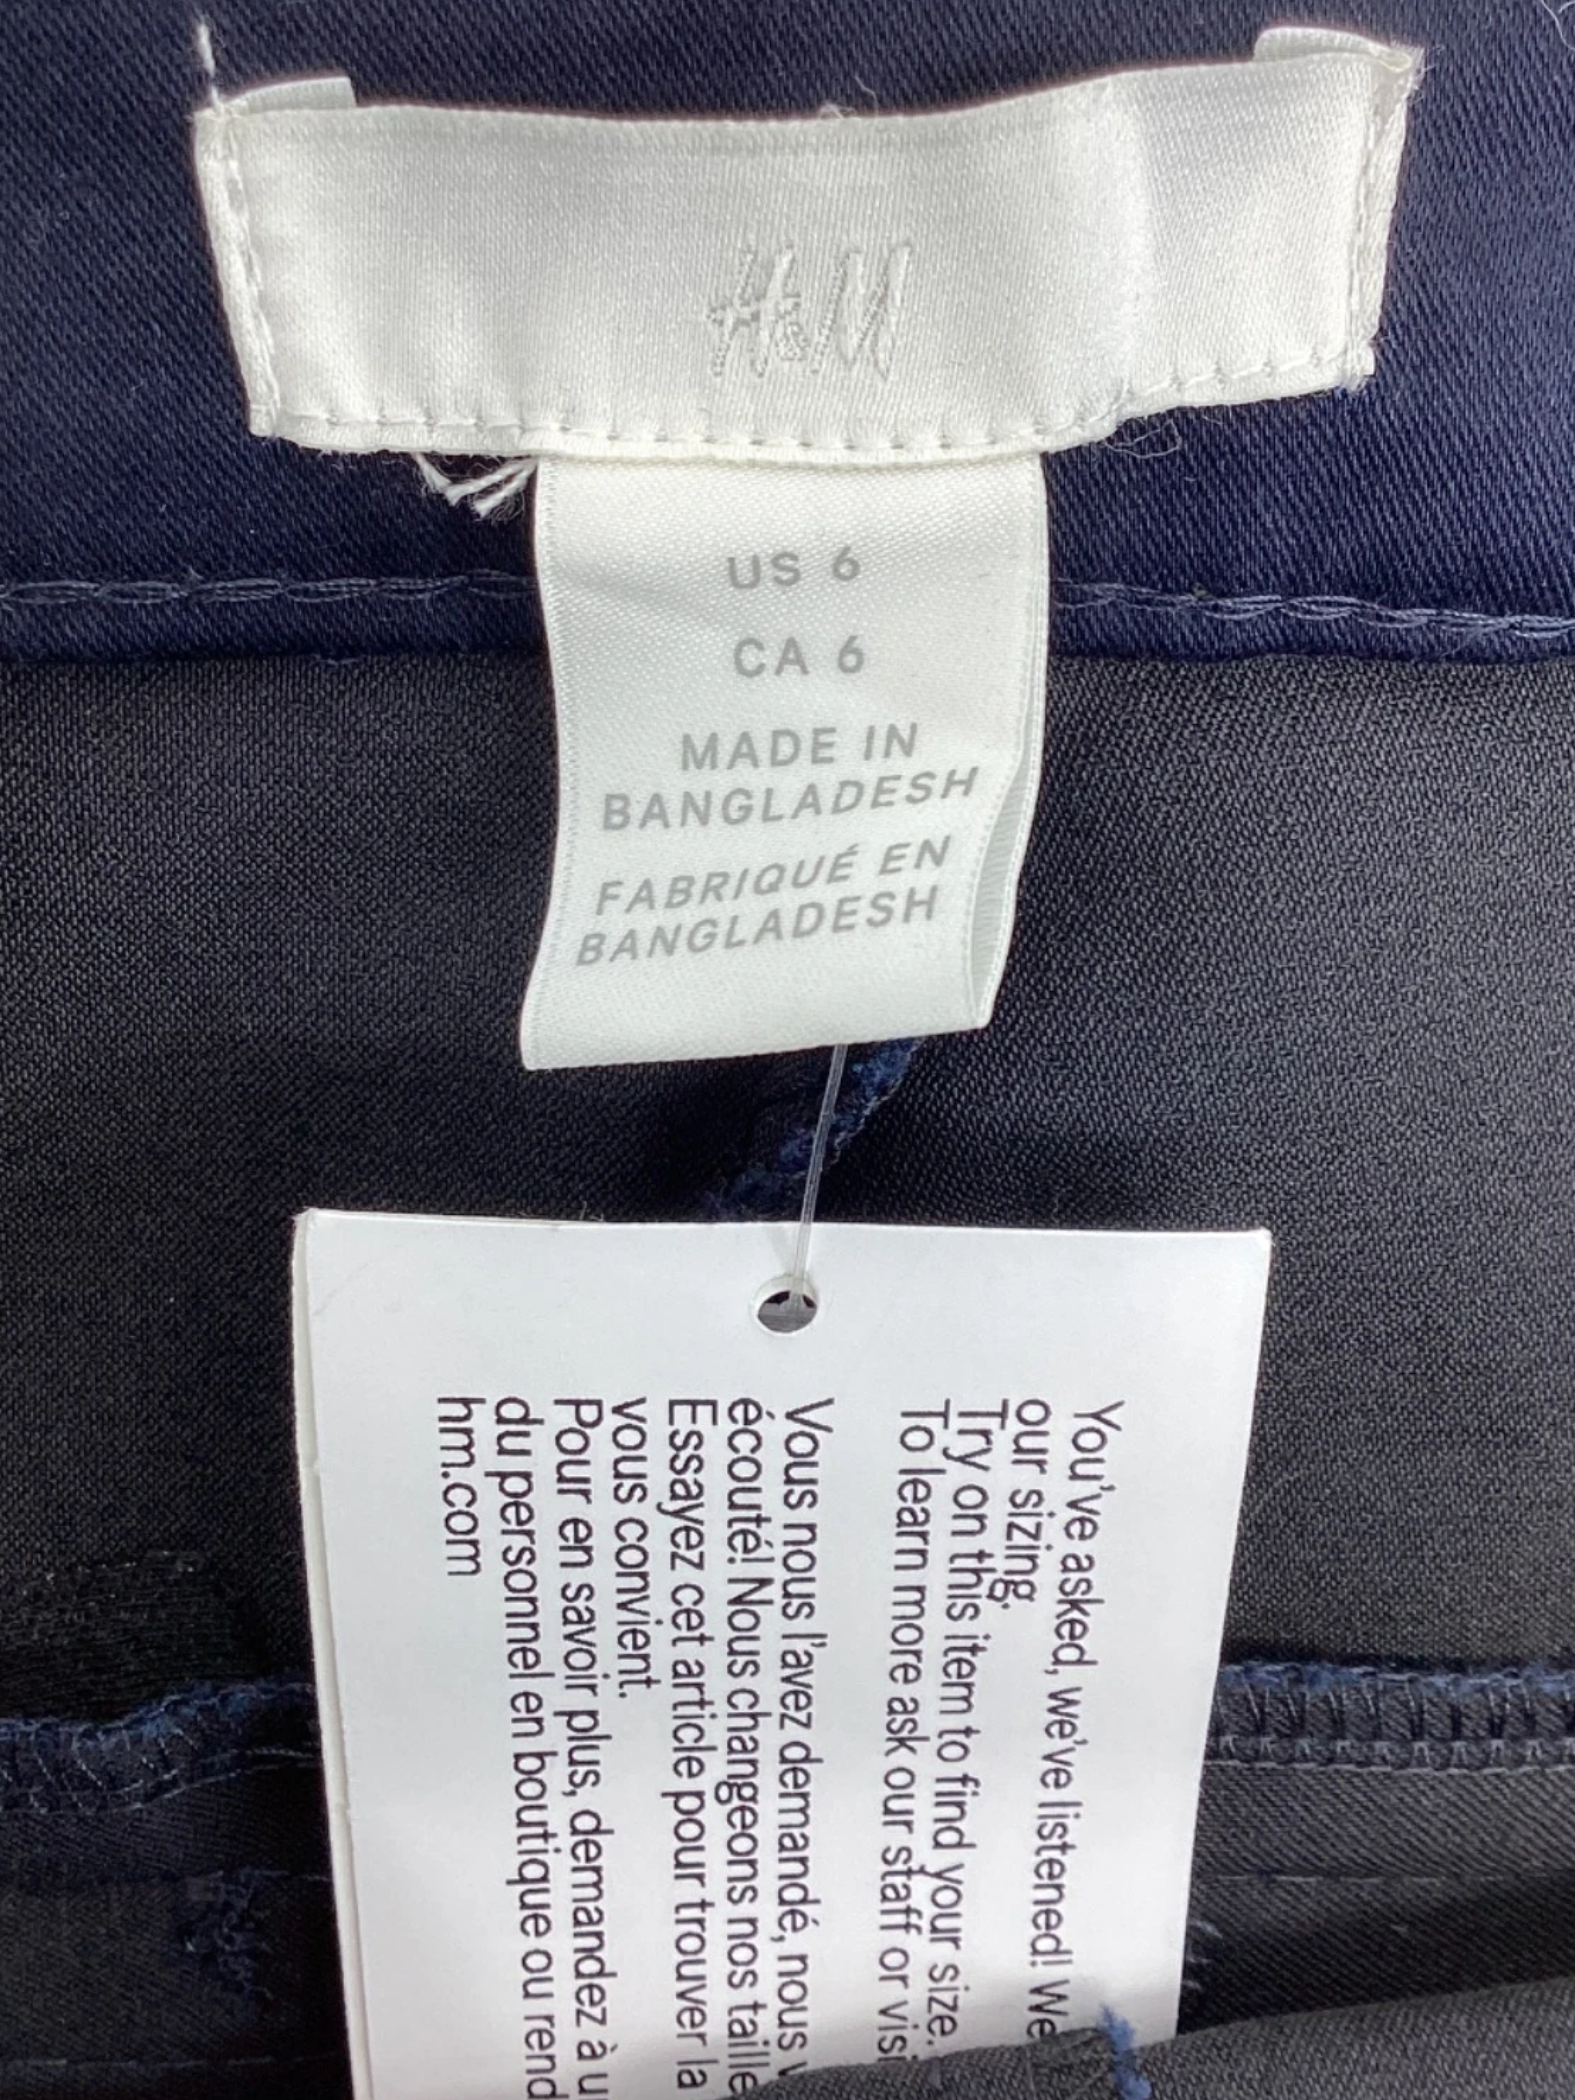 H&M
US 6
CA 6
MADE IN
BANGLADESH
FABRIQUÉ EN
BANGLADESH
You've asked, we've listened! We
our sizing.
Try on this item to find your size.
To learn more ask our staff or
Vous nous l'avez demandé, nous
écouté! Nous changeons nos
Essayez cet article pour trouver la
vous convient.
Pour en savoir plus, demandez à
du personnel en boutique ou
hm.com